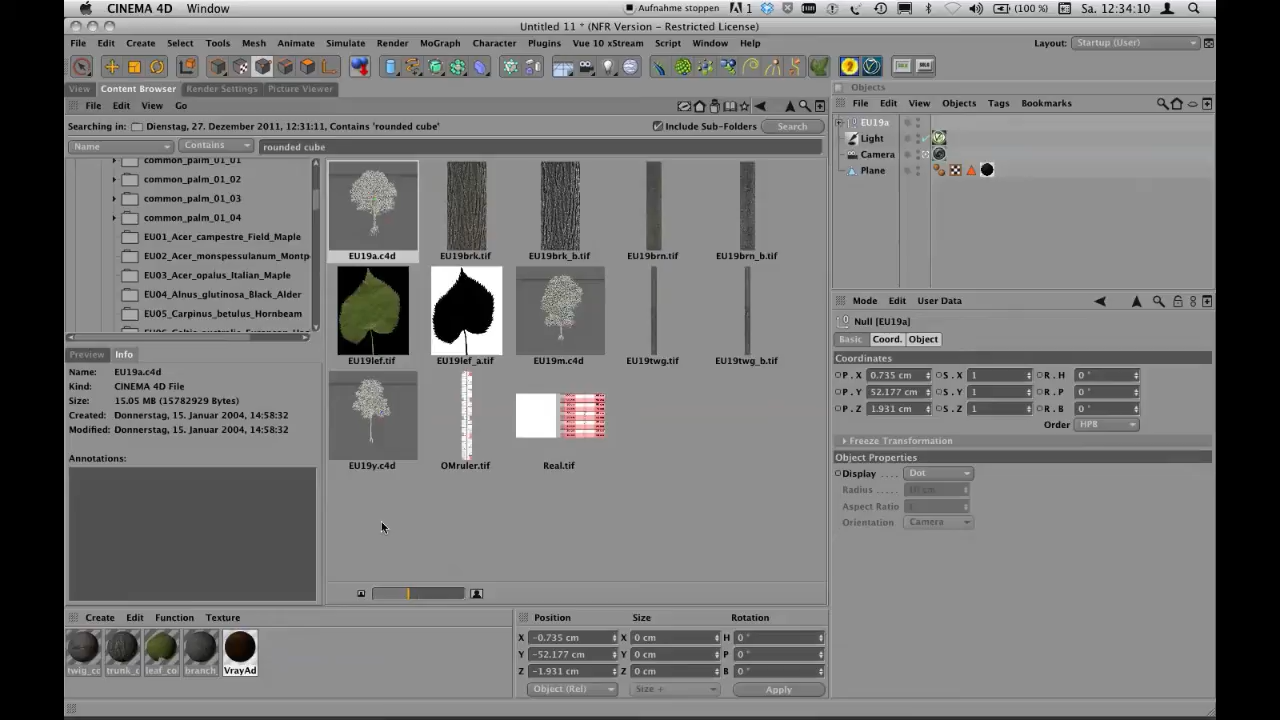 CINEMA 4D Window Aufnahme stoppen 1 (100 %) Sa. 12:34:10
Untitled 11 * (NFR Version - Restricted License)
File Edit Create Select Tools Mesh Animate Simulate Render MoGraph Character Plugins Vue 10 xStream Script Window Help Layout: Startup (User)
View Content Browser Render Settings Picture Viewer
File Edit View Go
Searching in: Dienstag, 27. Dezember 2011, 12:31:11, Contains 'rounded cube' Include Sub-Folders Search
Name Contains rounded cube
common_palm_01_01
common_palm_01_02
common_palm_01_03
common_palm_01_04
EU01_Acer_campestre_Field_Maple
EU02_Acer_monspessulanum_Montp
EU03_Acer_opalus_Italian_Maple
EU04_Alnus_glutinosa_Black_Alder
EU05_Carpinus_betulus_Hornbeam
EU19a.c4d EU19brk.tif EU19brk_b.tif EU19brn.tif EU19brn_b.tif
EU19lef.tif EU19lef_a.tif EU19m.c4d EU19twg.tif EU19twg_b.tif
EU19y.c4d OMruler.tif Real.tif
Preview Info
Name: EU19a.c4d
Kind: CINEMA 4D File
Size: 15.05 MB (15782929 Bytes)
Created: Donnerstag, 15. Januar 2004, 14:58:32
Modified: Donnerstag, 15. Januar 2004, 14:58:32
Annotations:
Create Edit Function Texture
twig_co trunk_c leaf_col branch_ VrayAd
Position Size Rotation
X -0.735 cm X 0 cm H 0 °
Y -52.177 cm Y 0 cm P 0 °
Z -1.931 cm Z 0 cm B 0 °
Object (Rel) Size + Apply
Objects
File Edit View Objects Tags Bookmarks
EU19a
Light
Camera
Plane
Mode Edit User Data
Null [EU19a]
Basic Coord. Object
Coordinates
P . X 0.735 cm S . X 1 R . H 0 °
P . Y 52.177 cm S . Y 1 R . P 0 °
P . Z 1.931 cm S . Z 1 R . B 0 °
Order HPB
Freeze Transformation
Object Properties
Display . . . . Dot
Radius . . . . . 10 cm
Aspect Ratio
Orientation Camera